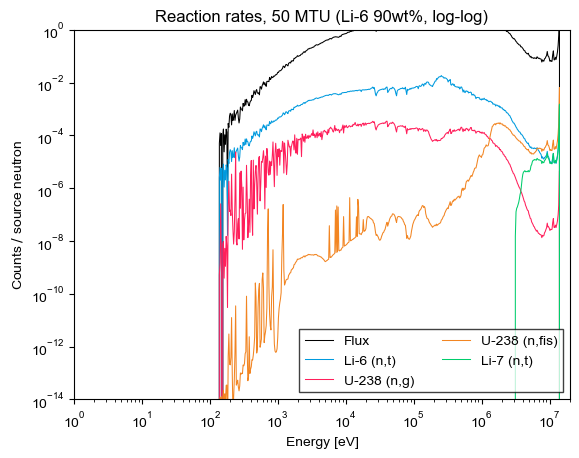 Reaction rates, 50 MTU (Li-6 90wt%, log-log)
Counts / source neutron
10^0
10^-2
10^-4
10^-6
10^-8
10^-10
10^-12
10^-14
Flux
Li-6 (n,t)
U-238 (n,g)
U-238 (n,fis)
Li-7 (n,t)
10^0 10^1 10^2 10^3 10^4 10^5 10^6 10^7
Energy [eV]